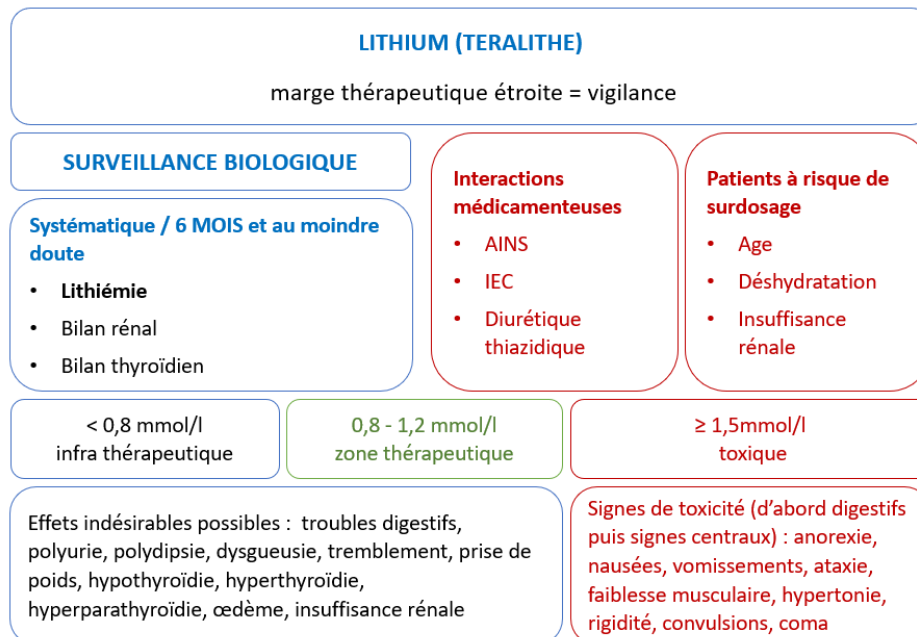 LITHIUM (TERALITHE)
marge thérapeutique étroite = vigilance
SURVEILLANCE BIOLOGIQUE
Systématique / 6 MOIS et au moindre
doute
• Lithiémie
• Bilan rénal
• Bilan thyroïdien
Interactions
médicamenteuses
• AINS
• IEC
• Diurétique
thiazidique
Patients à risque de
surdosage
• Age
• Déshydratation
• Insuffisance
rénale
< 0,8 mmol/l
infra thérapeutique
0,8 - 1,2 mmol/l
zone thérapeutique
≥ 1,5mmol/l
toxique
Effets indésirables possibles : troubles digestifs,
polyurie, polydipsie, dysgueusie, tremblement, prise de
poids, hypothyroïdie, hyperthyroïdie,
hyperparathyroïdie, œdème, insuffisance rénale
Signes de toxicité (d’abord digestifs
puis signes centraux) : anorexie,
nausées, vomissements, ataxie,
faiblesse musculaire, hypertonie,
rigidité, convulsions, coma